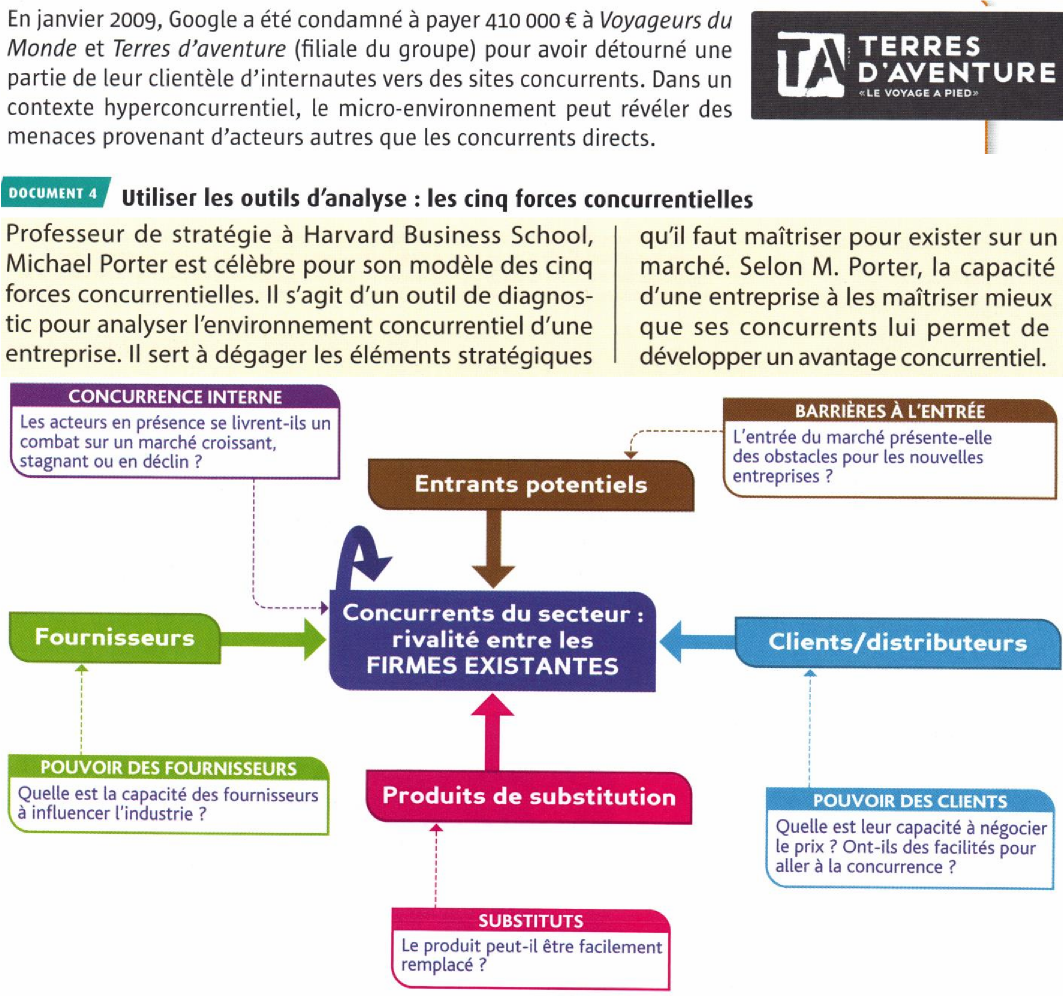 En janvier 2009, Google a été condamné à payer 410 000 € à Voyageurs du
Monde et Terres d'aventure (filiale du groupe) pour avoir détourné une
partie de leur clientèle d'internautes vers des sites concurrents. Dans un
contexte hyperconcurrentiel, le micro-environnement peut révéler des
menaces provenant d'acteurs autres que les concurrents directs.
TA TERRES
D'AVENTURE
«LE VOYAGE A PIED»
DOCUMENT 4 Utiliser les outils d'analyse : les cinq forces concurrentielles
Professeur de stratégie à Harvard Business School,
Michael Porter est célèbre pour son modèle des cinq
forces concurrentielles. Il s'agit d'un outil de diagnos-
tic pour analyser l'environnement concurrentiel d'une
entreprise. Il sert à dégager les éléments stratégiques
qu'il faut maîtriser pour exister sur un
marché. Selon M. Porter, la capacité
d'une entreprise à les maîtriser mieux
que ses concurrents lui permet de
développer un avantage concurrentiel.
CONCURRENCE INTERNE
Les acteurs en présence se livrent-ils un
combat sur un marché croissant,
stagnant ou en déclin ?
BARRIÈRES À L'ENTRÉE
L'entrée du marché présente-elle
des obstacles pour les nouvelles
entreprises ?
Entrants potentiels
Fournisseurs
Concurrents du secteur :
rivalité entre les
FIRMES EXISTANTES
Clients/distributeurs
POUVOIR DES FOURNISSEURS
Quelle est la capacité des fournisseurs
à influencer l'industrie ?
Produits de substitution
POUVOIR DES CLIENTS
Quelle est leur capacité à négocier
le prix ? Ont-ils des facilités pour
aller à la concurrence ?
SUBSTITUTS
Le produit peut-il être facilement
remplacé ?